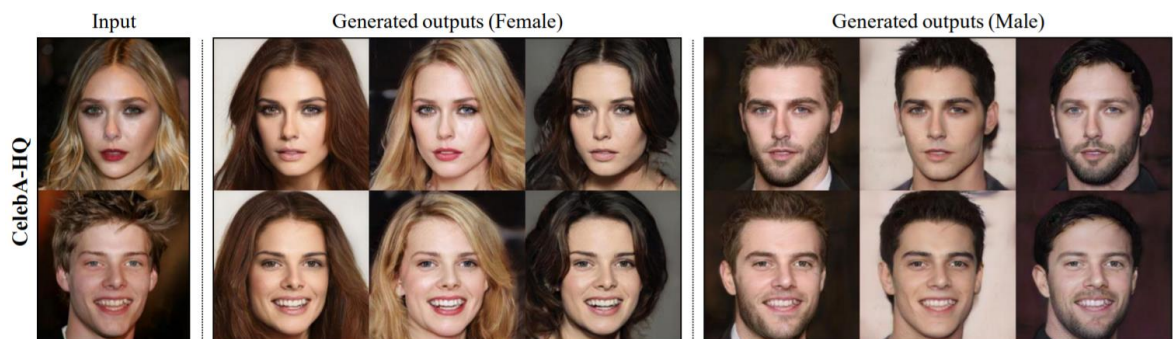 Input
Generated outputs (Female)
Generated outputs (Male)
CelebA-HQ